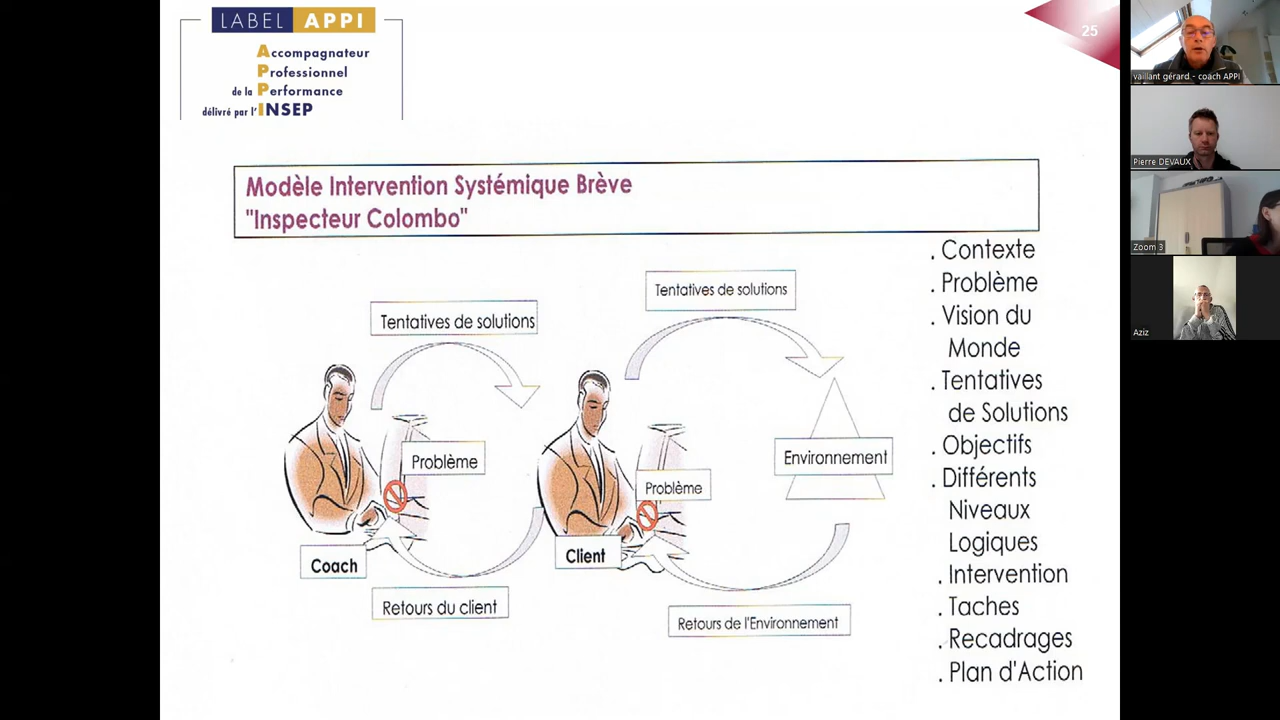 LABEL APPI
Accompagnateur
Professionnel
de la Performance
délivré par l'INSEP
25
Modèle Intervention Systémique Brève
"Inspecteur Colombo"
Tentatives de solutions
Tentatives de solutions
Problème
Problème
Environnement
Coach
Client
Retours du client
Retours de l'Environnement
. Contexte
. Problème
. Vision du
Monde
. Tentatives
de Solutions
. Objectifs
. Différents
Niveaux
Logiques
. Intervention
. Taches
. Recadrages
. Plan d'Action
vaillant gérard - coach APPI
Pierre DEVAUX
Zoom 3
Aziz